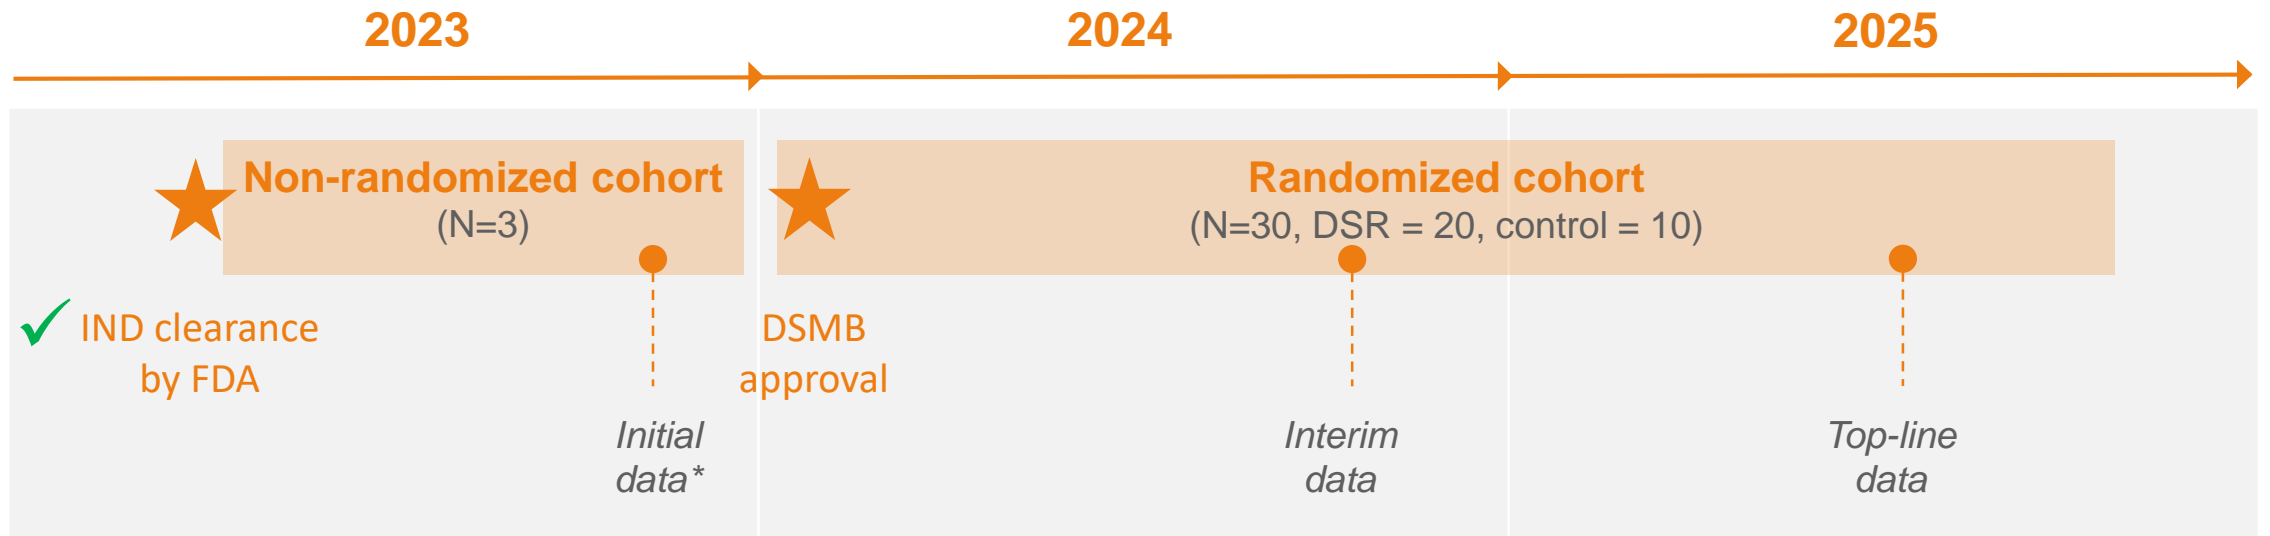 2023
2024
2025
Non-randomized cohort
(N=3)
Randomized cohort
(N=30, DSR = 20, control = 10)
IND clearance
by FDA
DSMB
approval
Initial
data*
Interim
data
Top-line
data